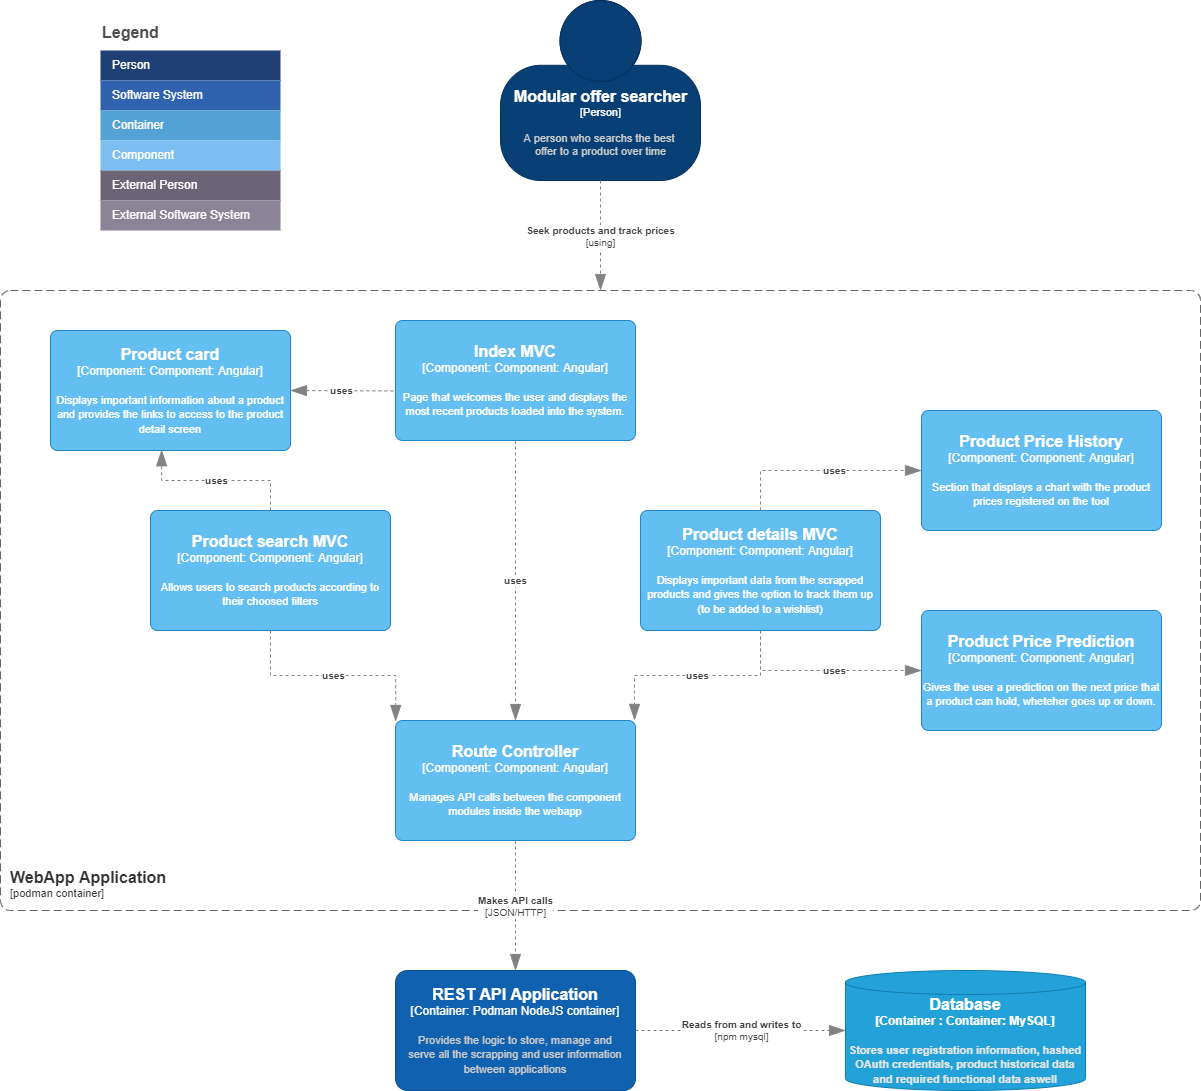 Legend
Person
Software System
Container
Component
External Person
External Software System
Modular offer searcher
[Person]
A person who searchs the best
offer to a product over time
Seek products and track prices
[using]
Product card
[Component: Component: Angular]
Displays important information about a product
and provides the links to access to the product
detail screen
uses
Index MVC
[Component: Component: Angular]
Page that welcomes the user and displays the
most recent products loaded into the system.
Product Price History
[Component: Component: Angular]
Section that displays a chart with the product
prices registered on the tool
uses
uses
Product search MVC
[Component: Component: Angular]
Allows users to search products according to
their choosed filters
uses
Product details MVC
[Component: Component: Angular]
Displays important data from the scrapped
products and gives the option to track them up
(to be added to a wishlist)
Product Price Prediction
[Component: Component: Angular]
Gives the user a prediction on the next price that
a product can hold, wheteher goes up or down.
uses
uses
uses
Route Controller
[Component: Component: Angular]
Manages API calls between the component
modules inside the webapp
WebApp Application
[podman container]
Makes API calls
[JSON/HTTP]
REST API Application
[Container: Podman NodeJS container]
Provides the logic to store, manage and
serve all the scrapping and user information
between applications
Reads from and writes to
[npm mysql]
Database
[Container : Container: MySQL]
Stores user registration information, hashed
OAuth credentials, product historical data
and required functional data aswell